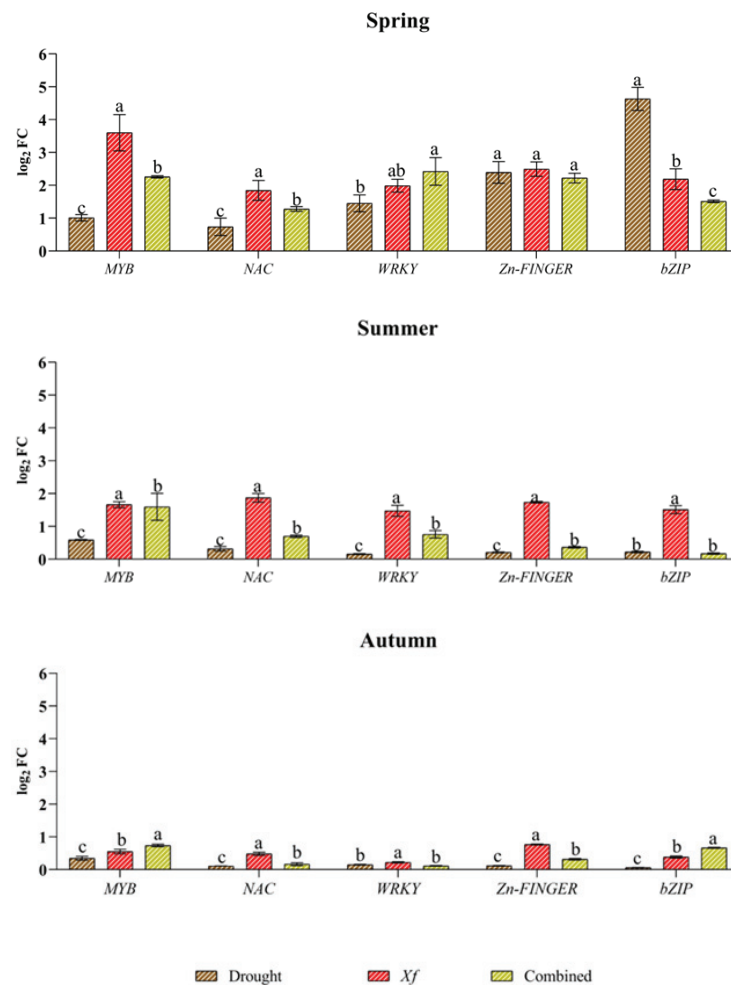 Spring
log₂ FC
6
5
4
3
2
1
0
c a b
c a b
b ab a
a a a
a b c
MYB NAC WRKY Zn-FINGER bZIP
Summer
log₂ FC
6
5
4
3
2
1
0
c a b
c a b
c a b
c a b
b a b
MYB NAC WRKY Zn-FINGER bZIP
Autumn
log₂ FC
6
5
4
3
2
1
0
c b a
c a b
b a b
c a b
c b a
MYB NAC WRKY Zn-FINGER bZIP
Drought Xf Combined